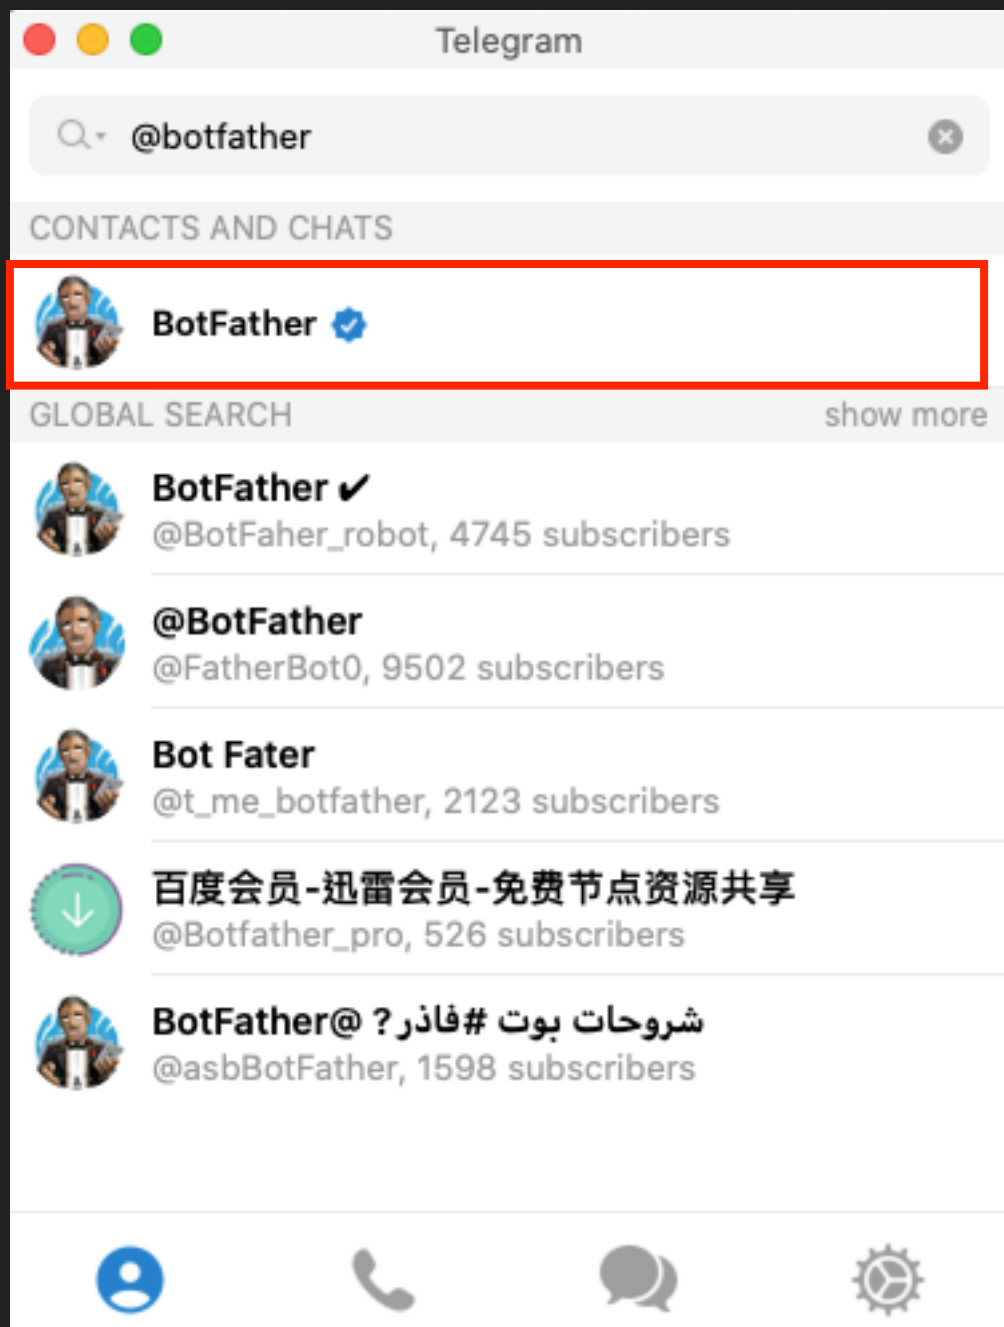 Telegram
@botfather
CONTACTS AND CHATS
BotFather
GLOBAL SEARCH show more
BotFather ✔
@BotFaher_robot, 4745 subscribers
@BotFather
@FatherBot0, 9502 subscribers
Bot Fater
@t_me_botfather, 2123 subscribers
百度会员-迅雷会员-免费节点资源共享
@Botfather_pro, 526 subscribers
شروحات بوت #فاذر? @BotFather
@asbBotFather, 1598 subscribers